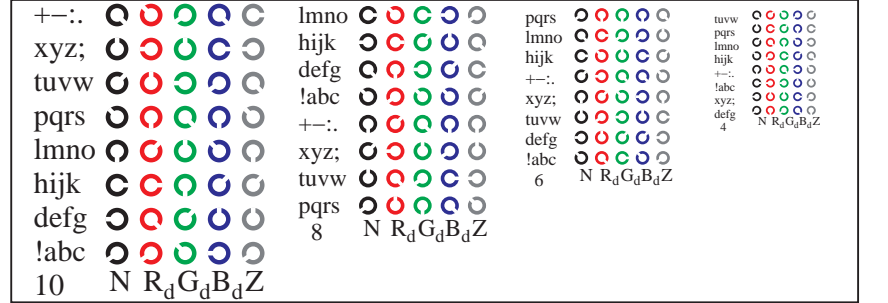 +−:.
xyz;
tuvw
pqrs
lmno
hijk
defg
!abc
10 N RdGdBdZ
lmno
hijk
defg
!abc
+−:.
xyz;
tuvw
pqrs
8 N RdGdBdZ
pqrs
lmno
hijk
+−:.
xyz;
tuvw
defg
!abc
6 N RdGdBdZ
tuvw
pqrs
lmno
hijk
+−:.
!abc
xyz;
defg
4 N RdGdBdZ